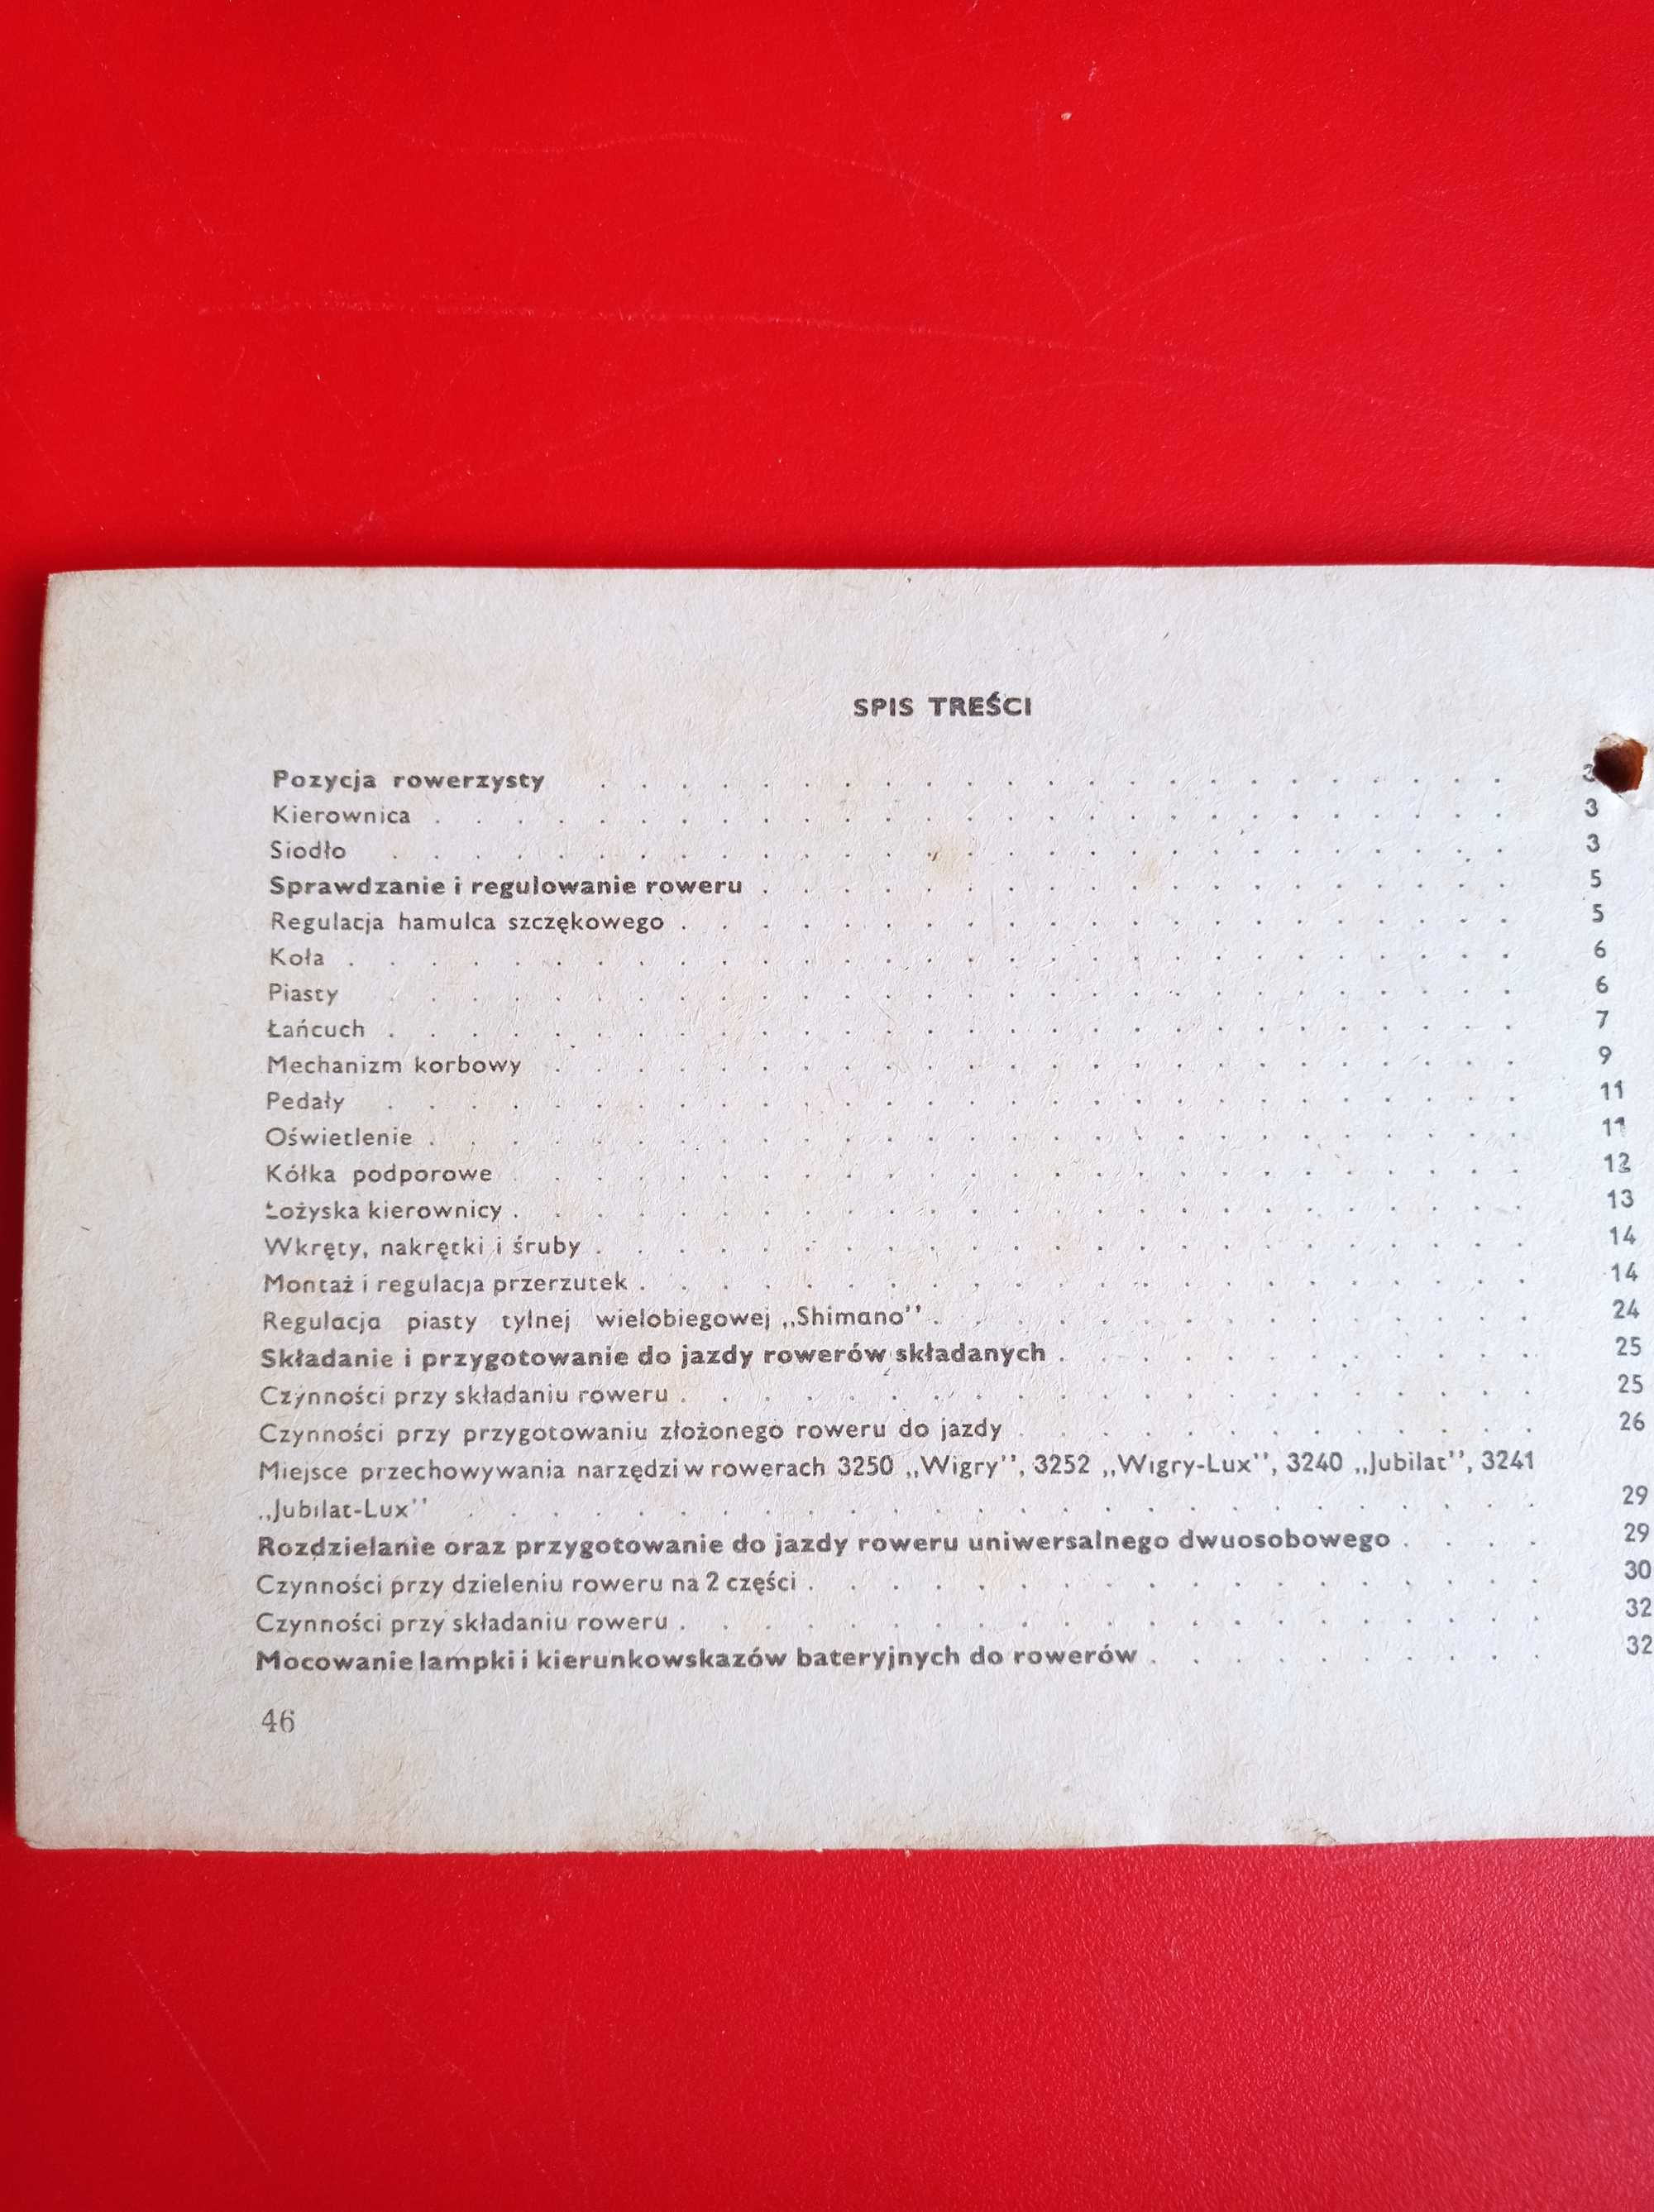 SPIS TREŚCI
Pozycja rowerzysty . . . . . . . . . . . . . . . . . . . . . . . 3
Kierownica . . . . . . . . . . . . . . . . . . . . . . . . . . . 3
Siodło . . . . . . . . . . . . . . . . . . . . . . . . . . . . 3
Sprawdzanie i regulowanie roweru . . . . . . . . . . . . . . . . . . . 5
Regulacja hamulca szczękowego . . . . . . . . . . . . . . . . . . . . . 5
Koła . . . . . . . . . . . . . . . . . . . . . . . . . . . . . 6
Piasty . . . . . . . . . . . . . . . . . . . . . . . . . . . . 6
Łańcuch . . . . . . . . . . . . . . . . . . . . . . . . . . . . 7
Mechanizm korbowy . . . . . . . . . . . . . . . . . . . . . . . . 9
Pedały . . . . . . . . . . . . . . . . . . . . . . . . . . . . 11
Oświetlenie . . . . . . . . . . . . . . . . . . . . . . . . . . . 11
Kółka podporowe . . . . . . . . . . . . . . . . . . . . . . . . . 12
Łożyska kierownicy . . . . . . . . . . . . . . . . . . . . . . . . . 13
Wkręty, nakrętki i śruby . . . . . . . . . . . . . . . . . . . . . . . 14
Montaż i regulacja przerzutek . . . . . . . . . . . . . . . . . . . . . . 14
Regulacja piasty tylnej wielobiegowej „Shimano” . . . . . . . . . . . . . . . 24
Składanie i przygotowanie do jazdy rowerów składanych . . . . . . . . . . . . 25
Czynności przy składaniu roweru . . . . . . . . . . . . . . . . . . . . . 25
Czynności przy przygotowaniu złożonego roweru do jazdy . . . . . . . . . . . . . 26
Miejsce przechowywania narzędzi w rowerach 3250 „Wigry”, 3252 „Wigry-Lux”, 3240 „Jubilat”, 3241
„Jubilat-Lux” . . . . . . . . . . . . . . . . . . . . . . . . . . 29
Rozdzielanie oraz przygotowanie do jazdy roweru uniwersalnego dwuosobowego . . . . 29
Czynności przy dzieleniu roweru na 2 części . . . . . . . . . . . . . . . . . . 30
Czynności przy składaniu roweru . . . . . . . . . . . . . . . . . . . . . 32
Mocowanie lampki i kierunkowskazów bateryjnych do rowerów . . . . . . . . . . 32
46